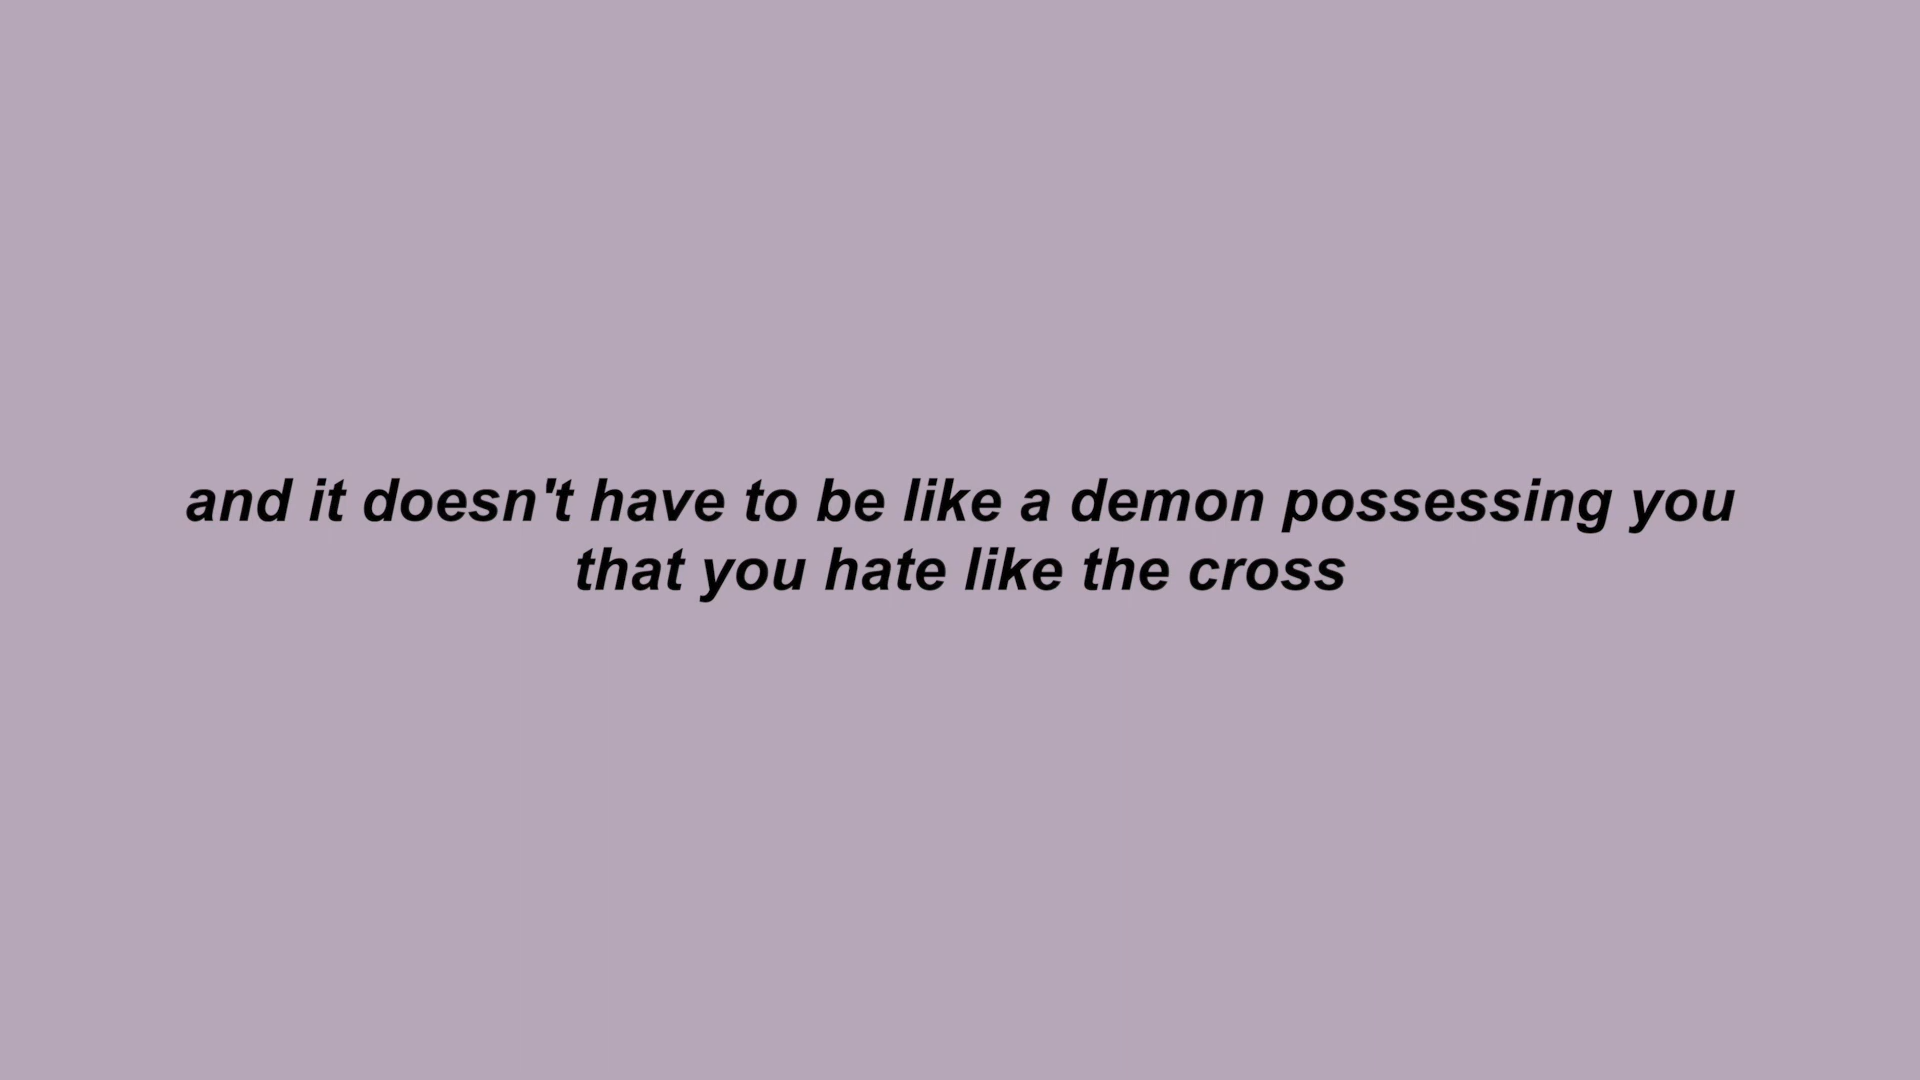 and it doesn't have to be like a demon possessing you
that you hate like the cross